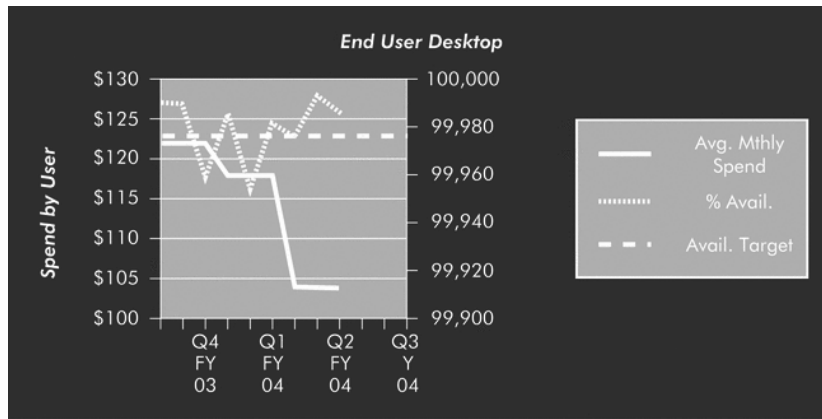 End User Desktop
$130
$125
$120
$115
$110
$105
$100
Spend by User
100,000
99,980
99,960
99,940
99,920
99,900
Q4
FY
03
Q1
FY
04
Q2
FY
04
Q3
Y
04
Avg. Mthly
Spend
% Avail.
Avail. Target